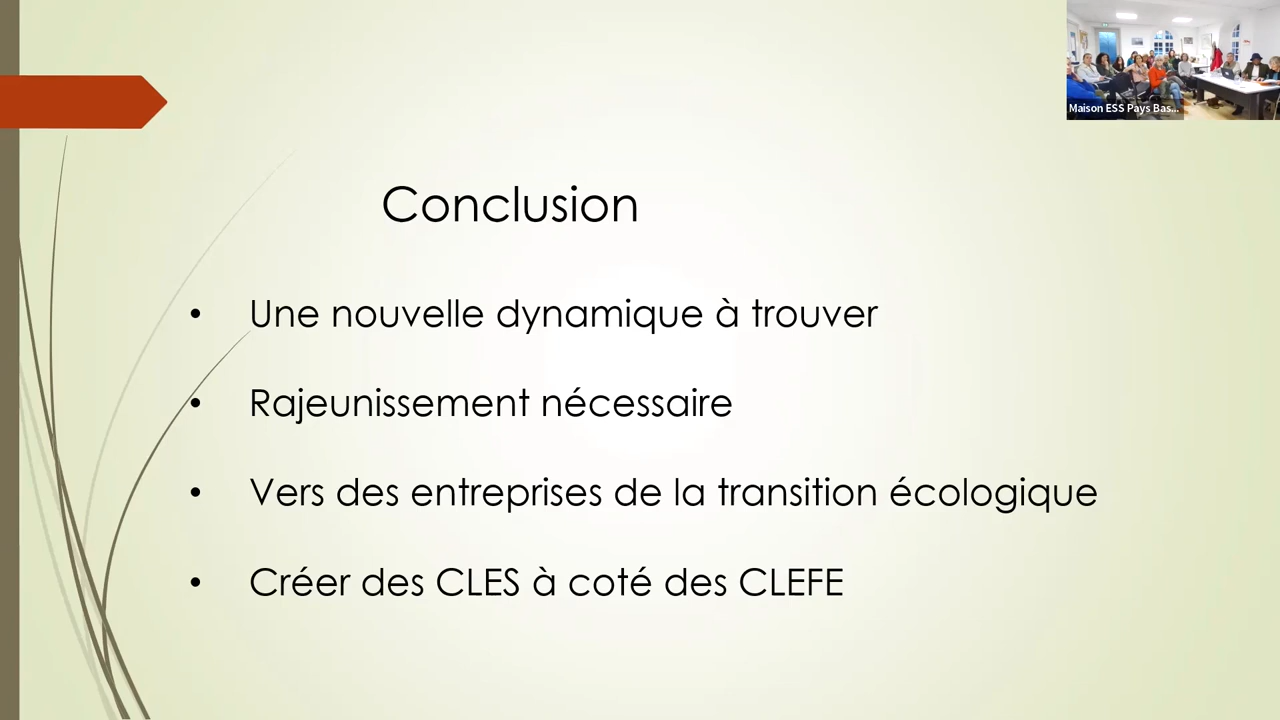 Maison ESS Pays Bas...
Conclusion
• Une nouvelle dynamique à trouver
• Rajeunissement nécessaire
• Vers des entreprises de la transition écologique
• Créer des CLES à coté des CLEFE